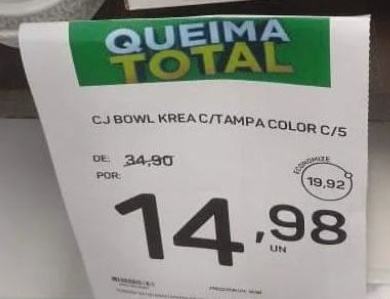 QUEIMA
TOTAL
CJ BOWL KREA C/TAMPA COLOR C/5
DE: 34,90
POR:
ECONOMIZE
19,92
14,98
UN